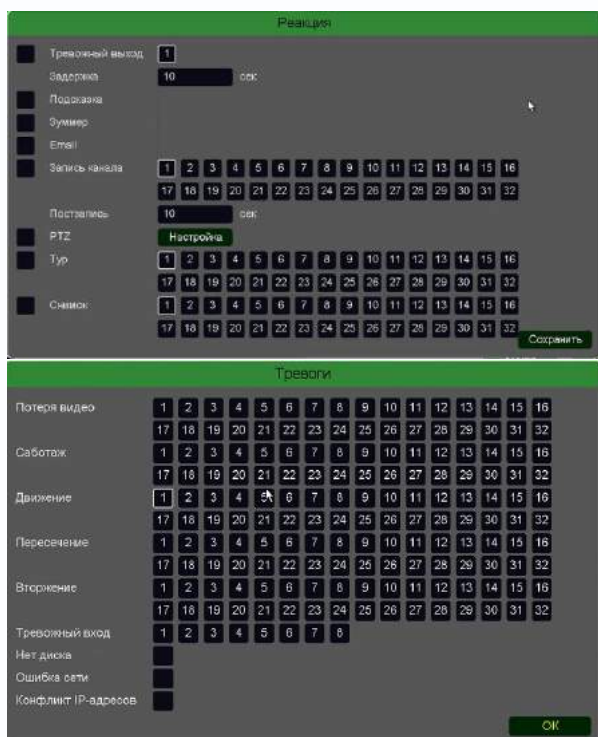 Реакция
Тревожный выход 1
Задержка 10 сек
Подсказка
Зуммер
Email
Запись канала 1 2 3 4 5 6 7 8 9 10 11 12 13 14 15 16
17 18 19 20 21 22 23 24 25 26 27 28 29 30 31 32
Постзапись 10 сек
PTZ Настройка
Тур 1 2 3 4 5 6 7 8 9 10 11 12 13 14 15 16
17 18 19 20 21 22 23 24 25 26 27 28 29 30 31 32
Снимок 1 2 3 4 5 6 7 8 9 10 11 12 13 14 15 16
17 18 19 20 21 22 23 24 25 26 27 28 29 30 31 32
Сохранить
Тревоги
Потеря видео 1 2 3 4 5 6 7 8 9 10 11 12 13 14 15 16
17 18 19 20 21 22 23 24 25 26 27 28 29 30 31 32
Саботаж 1 2 3 4 5 6 7 8 9 10 11 12 13 14 15 16
17 18 19 20 21 22 23 24 25 26 27 28 29 30 31 32
Движение 1 2 3 4 5 6 7 8 9 10 11 12 13 14 15 16
17 18 19 20 21 22 23 24 25 26 27 28 29 30 31 32
Пересечение 1 2 3 4 5 6 7 8 9 10 11 12 13 14 15 16
17 18 19 20 21 22 23 24 25 26 27 28 29 30 31 32
Вторжение 1 2 3 4 5 6 7 8 9 10 11 12 13 14 15 16
17 18 19 20 21 22 23 24 25 26 27 28 29 30 31 32
Тревожный вход 1 2 3 4 5 6 7 8
Нет диска
Ошибка сети
Конфликт IP-адресов
OK